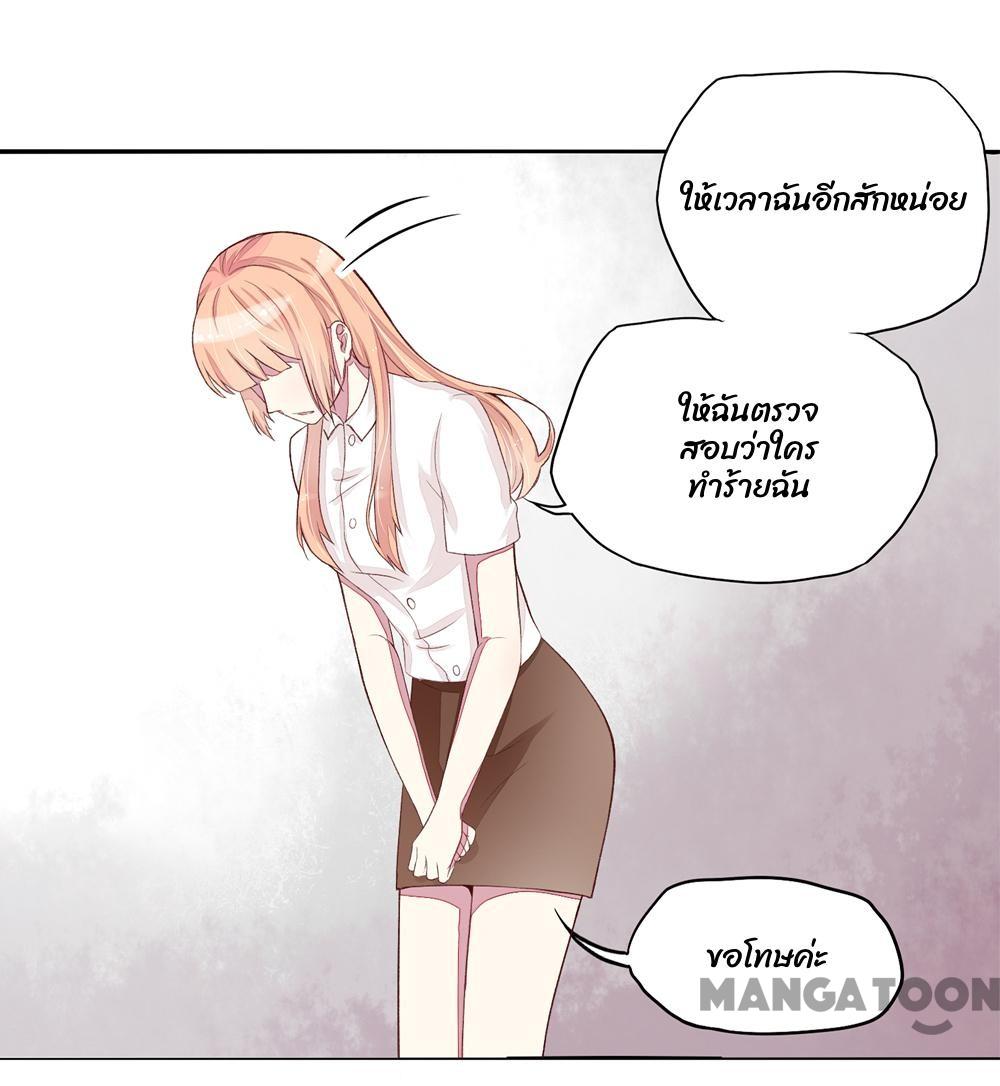 ให้เวลาฉันอีกสักหน่อย
ให้ฉันตรวจ
สอบว่าใคร
ทำร้ายฉัน
ขอโทษค่ะ
MANGATOON